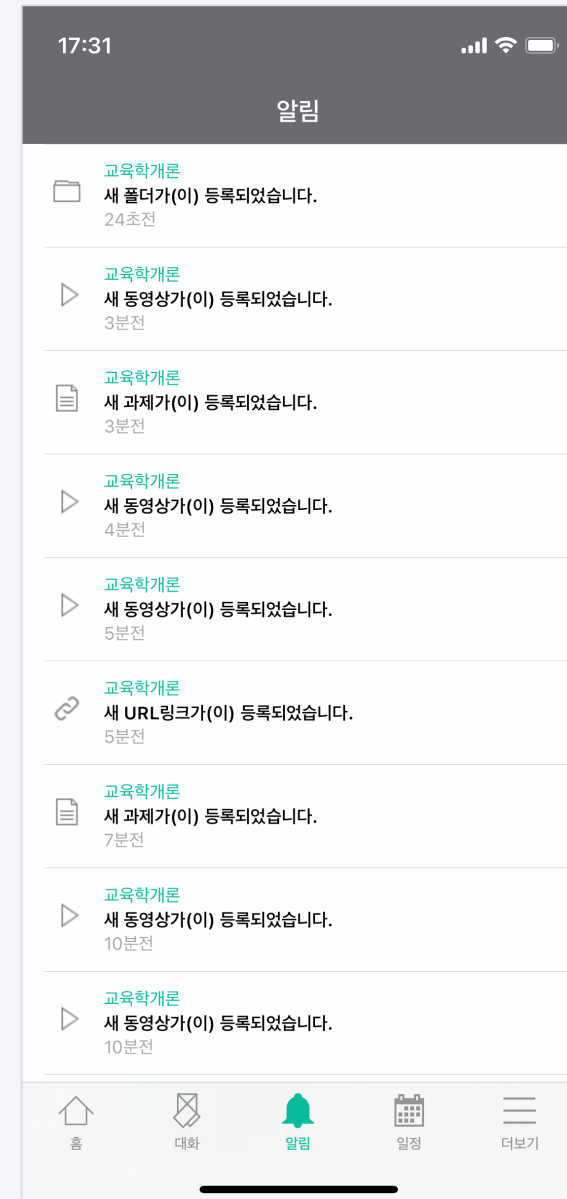 17:31
알림
교육학개론
새 폴더가(이) 등록되었습니다.
24초전
교육학개론
새 동영상가(이) 등록되었습니다.
3분전
교육학개론
새 과제가(이) 등록되었습니다.
3분전
교육학개론
새 동영상가(이) 등록되었습니다.
4분전
교육학개론
새 동영상가(이) 등록되었습니다.
5분전
교육학개론
새 URL링크가(이) 등록되었습니다.
5분전
교육학개론
새 과제가(이) 등록되었습니다.
7분전
교육학개론
새 동영상가(이) 등록되었습니다.
10분전
교육학개론
새 동영상가(이) 등록되었습니다.
10분전
홈 대화 알림 일정 더보기